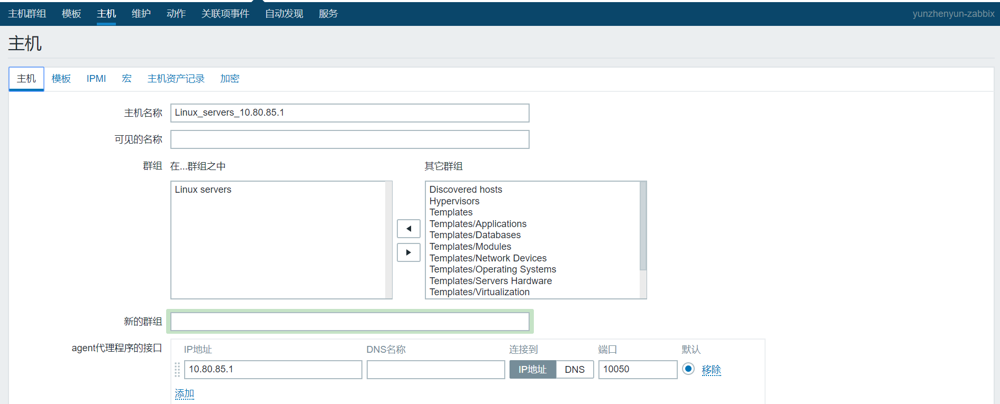 主机群组 模板 主机 维护 动作 关联项事件 自动发现 服务 yunzhenyun-zabbix
主机
主机 模板 IPMI 宏 主机资产记录 加密
主机名称 Linux_servers_10.80.85.1
可见的名称
群组 在...群组之中 其它群组
Linux servers
Discovered hosts
Hypervisors
Templates
Templates/Applications
Templates/Databases
Templates/Modules
Templates/Network Devices
Templates/Operating Systems
Templates/Servers Hardware
Templates/Virtualization
新的群组
agent代理程序的接口 IP地址 DNS名称 连接到 端口 默认
10.80.85.1 IP地址 DNS 10050 移除
添加